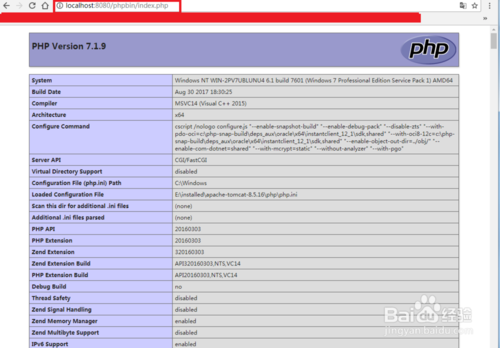 localhost:8080/phpbin/index.php
PHP Version 7.1.9
php
System Windows NT WIN-2PV7UBLUNU4 6.1 build 7601 (Windows 7 Professional Edition Service Pack 1) AMD64
Build Date Aug 30 2017 18:30:25
Compiler MSVC14 (Visual C++ 2015)
Architecture x64
Configure Command cscript /nologo configure.js "--enable-snapshot-build" "--enable-debug-pack" "--disable-zts" "--with-
pdo-oci=c:\php-snap-build\deps_aux\oracle\x64\instantclient_12_1\sdk,shared" "--with-oci8-12c=c:\php-
snap-build\deps_aux\oracle\x64\instantclient_12_1\sdk,shared" "--enable-object-out-dir=../obj/" "--
enable-com-dotnet=shared" "--with-mcrypt=static" "--without-analyzer" "--with-pgo"
Server API CGI/FastCGI
Virtual Directory Support disabled
Configuration File (php.ini) Path C:\Windows
Loaded Configuration File E:\installed\apache-tomcat-8.5.16\php\php.ini
Scan this dir for additional .ini files (none)
Additional .ini files parsed (none)
PHP API 20160303
PHP Extension 20160303
Zend Extension 320160303
Zend Extension Build API320160303,NTS,VC14
PHP Extension Build API20160303,NTS,VC14
Debug Build no
Thread Safety disabled
Zend Signal Handling disabled
Zend Memory Manager enabled
Zend Multibyte Support disabled
IPv6 Support enabled
Baidu 经验
jingyan.baidu.com